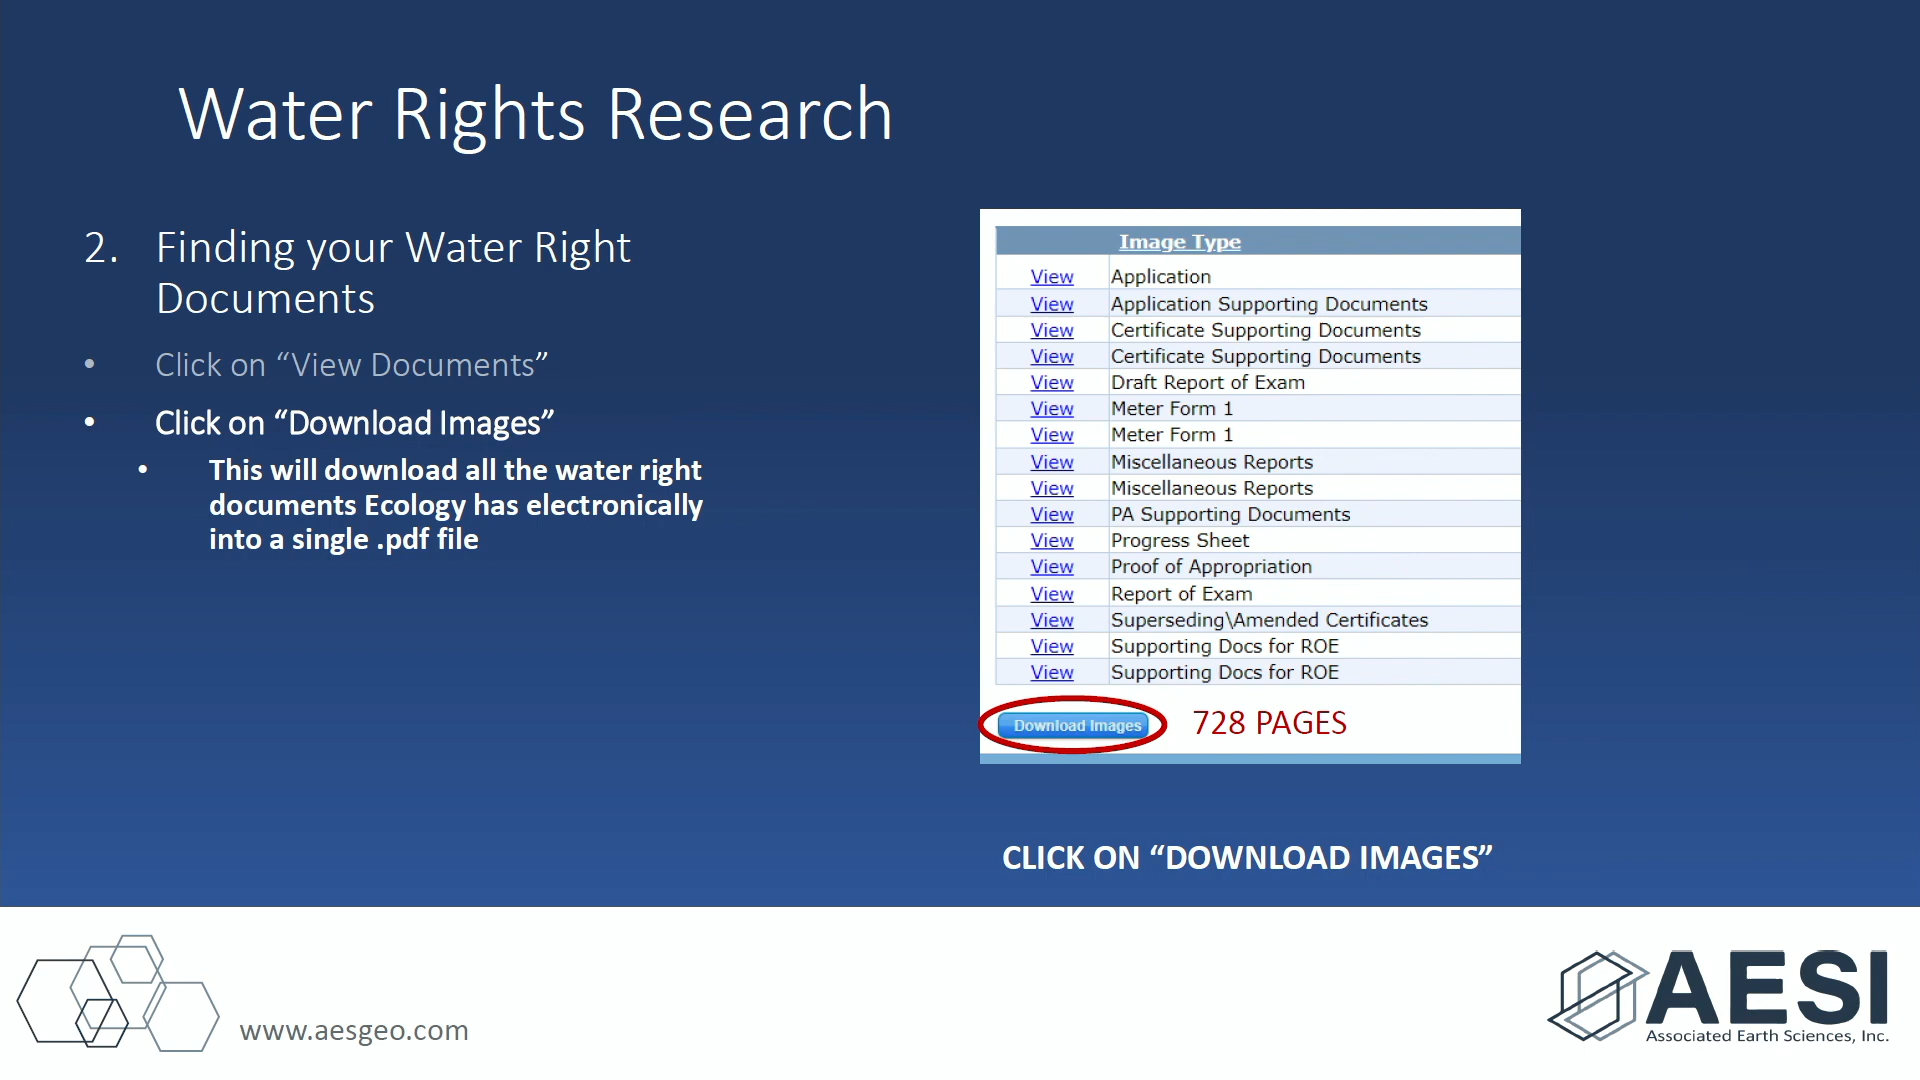 Water Rights Research
2. Finding your Water Right
Documents
• Click on “View Documents”
• Click on “Download Images”
• This will download all the water right
documents Ecology has electronically
into a single .pdf file
Image Type
View Application
View Application Supporting Documents
View Certificate Supporting Documents
View Certificate Supporting Documents
View Draft Report of Exam
View Meter Form 1
View Meter Form 1
View Miscellaneous Reports
View Miscellaneous Reports
View PA Supporting Documents
View Progress Sheet
View Proof of Appropriation
View Report of Exam
View Superseding\Amended Certificates
View Supporting Docs for ROE
View Supporting Docs for ROE
Download Images 728 PAGES
CLICK ON “DOWNLOAD IMAGES”
www.aesgeo.com
AESI
Associated Earth Sciences, Inc.